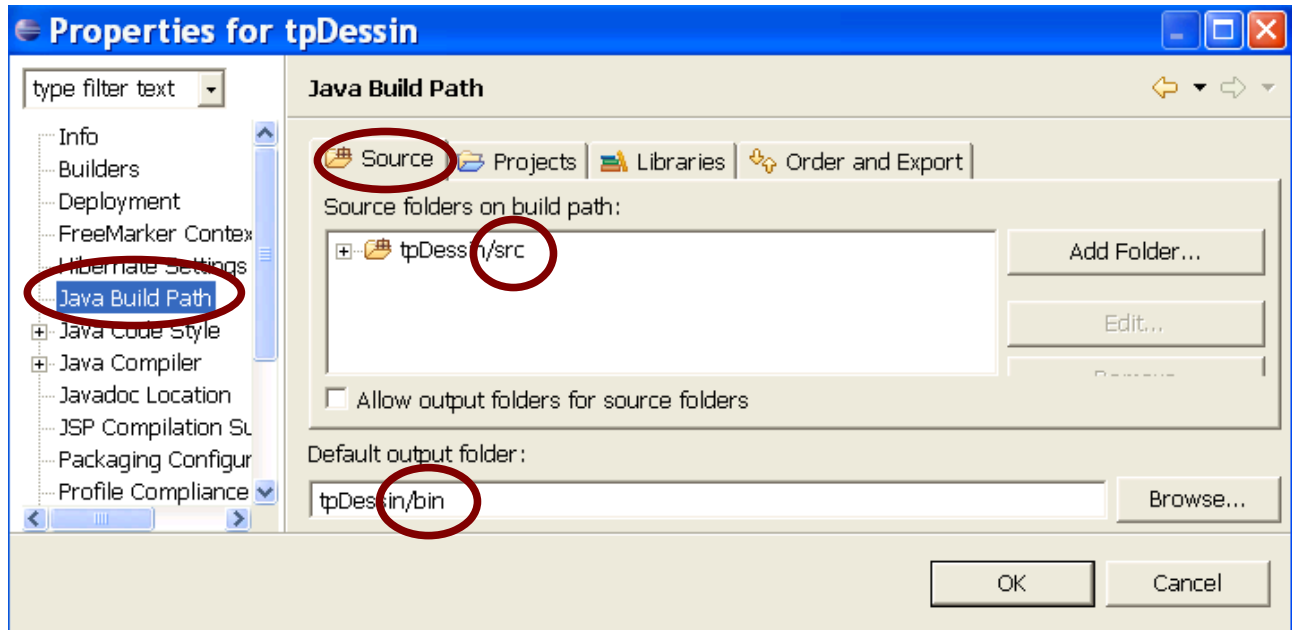 Properties for tpDessin
type filter text
Java Build Path
Info
Builders
Deployment
FreeMarker Contex
Hibernate Settings
Java Build Path
Java Code Style
Java Compiler
Javadoc Location
JSP Compilation Su
Packaging Configur
Profile Compliance
Source
Projects
Libraries
Order and Export
Source folders on build path:
tpDessin/src
Add Folder...
Edit...
Remove
Allow output folders for source folders
Default output folder:
tpDessin/bin
Browse...
OK
Cancel